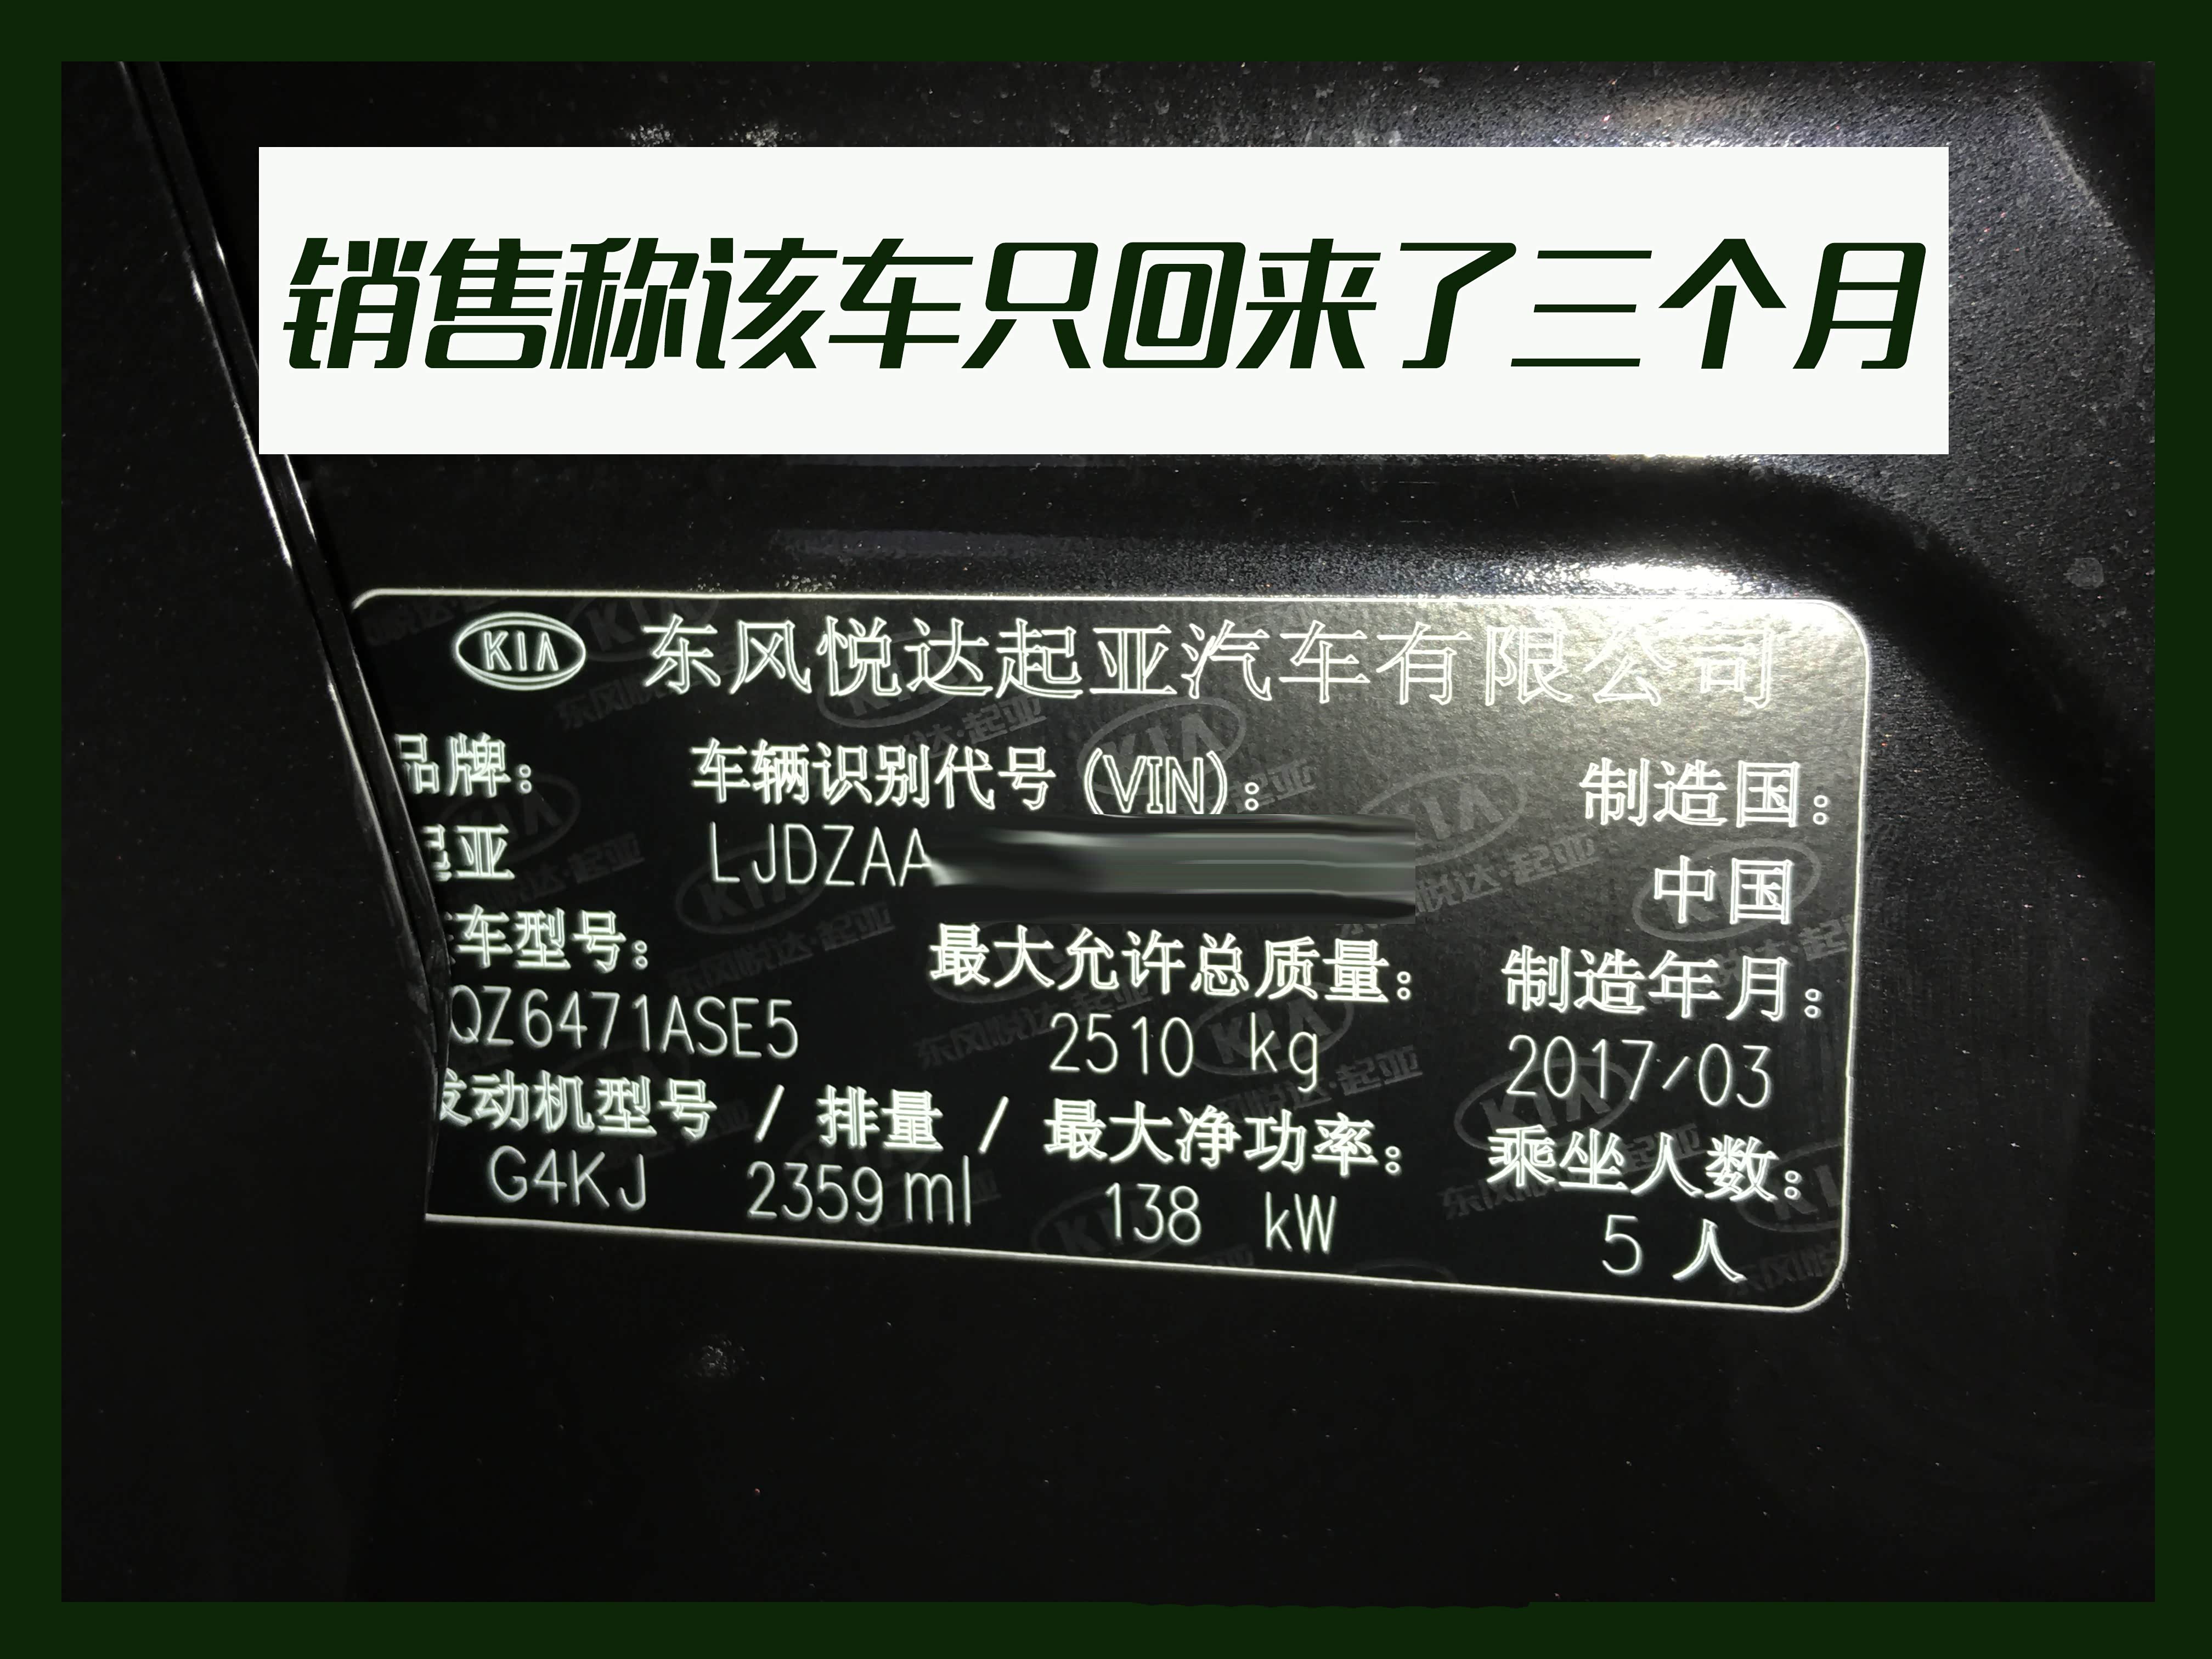 销售称该车只回来了三个月
KIA 东风悦达起亚汽车有限公司
品牌： 车辆识别代号 (VIN)： 制造国：
起亚 LJDZAA 中国
车型号： 最大允许总质量： 制造年月：
QZ6471ASE5 2510 kg 2017/03
发动机型号 / 排量 / 最大净功率： 乘坐人数：
G4KJ 2359 ml 138 kW 5 人